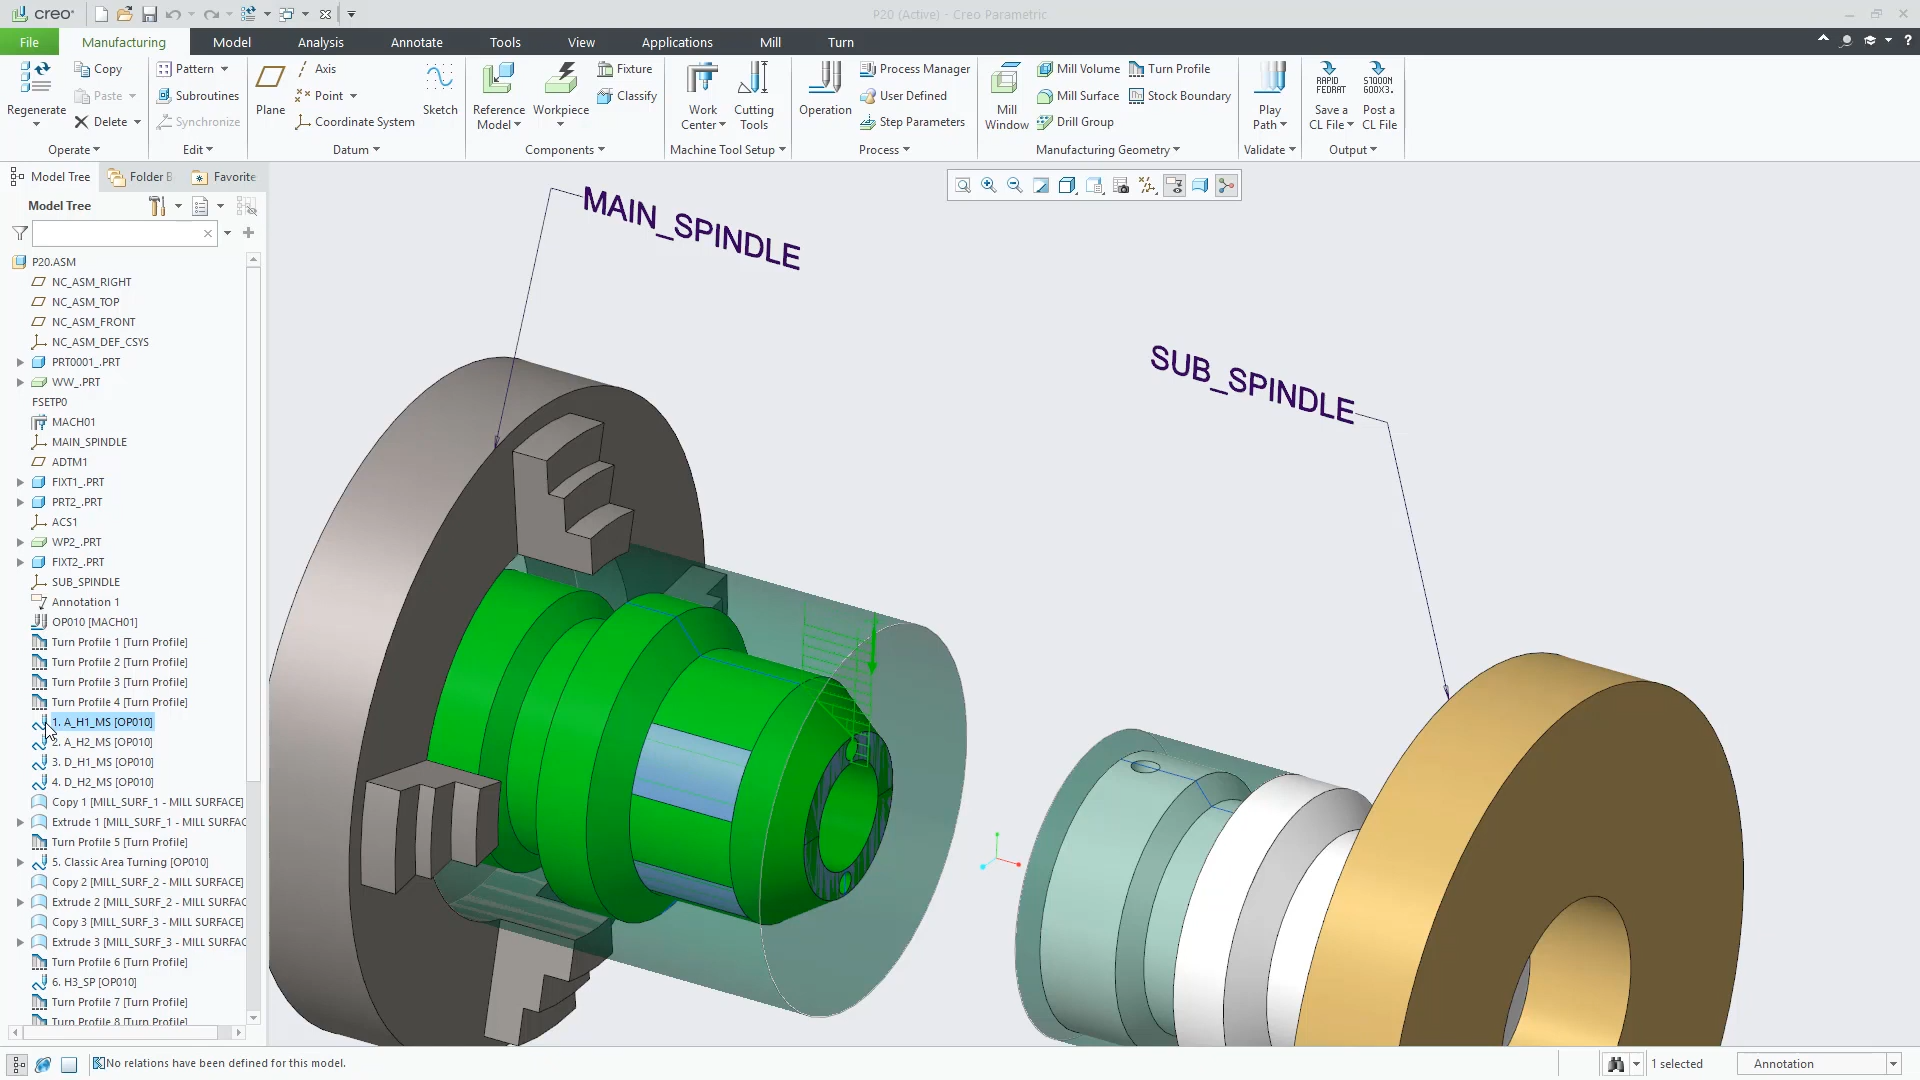 creo
P20 (Active) - Creo Parametric
File
Manufacturing
Model
Analysis
Annotate
Tools
View
Applications
Mill
Turn
Regenerate
Copy
Paste
Delete
Operate
Pattern
Subroutines
Synchronize
Edit
Plane
Axis
Point
Coordinate System
Sketch
Datum
Reference
Model
Workpiece
Fixture
Classify
Components
Work
Center
Cutting
Tools
Machine Tool Setup
Operation
Process Manager
User Defined
Step Parameters
Process
Mill
Window
Mill Volume
Mill Surface
Drill Group
Turn Profile
Stock Boundary
Manufacturing Geometry
Play
Path
Validate
RAPID
FEDRAT
Save a
CL File
S1000N
G00X3.
Post a
CL File
Output
Model Tree
Folder B
Favorite
Model Tree
P20.ASM
NC_ASM_RIGHT
NC_ASM_TOP
NC_ASM_FRONT
NC_ASM_DEF_CSYS
PRT0001_.PRT
WW_.PRT
FSETP0
MACH01
MAIN_SPINDLE
ADTM1
FIXT1_.PRT
PRT2_.PRT
ACS1
WP2_.PRT
FIXT2_.PRT
SUB_SPINDLE
Annotation 1
OP010 [MACH01]
Turn Profile 1 [Turn Profile]
Turn Profile 2 [Turn Profile]
Turn Profile 3 [Turn Profile]
Turn Profile 4 [Turn Profile]
1. A_H1_MS [OP010]
2. A_H2_MS [OP010]
3. D_H1_MS [OP010]
4. D_H2_MS [OP010]
Copy 1 [MILL_SURF_1 - MILL SURFACE]
Extrude 1 [MILL_SURF_1 - MILL SURFAC
Turn Profile 5 [Turn Profile]
5. Classic Area Turning [OP010]
Copy 2 [MILL_SURF_2 - MILL SURFACE]
Extrude 2 [MILL_SURF_2 - MILL SURFAC
Copy 3 [MILL_SURF_3 - MILL SURFACE]
Extrude 3 [MILL_SURF_3 - MILL SURFAC
Turn Profile 6 [Turn Profile]
6. H3_SP [OP010]
Turn Profile 7 [Turn Profile]
Turn Profile 8 [Turn Profile]
MAIN_SPINDLE
SUB_SPINDLE
No relations have been defined for this model.
1 selected
Annotation